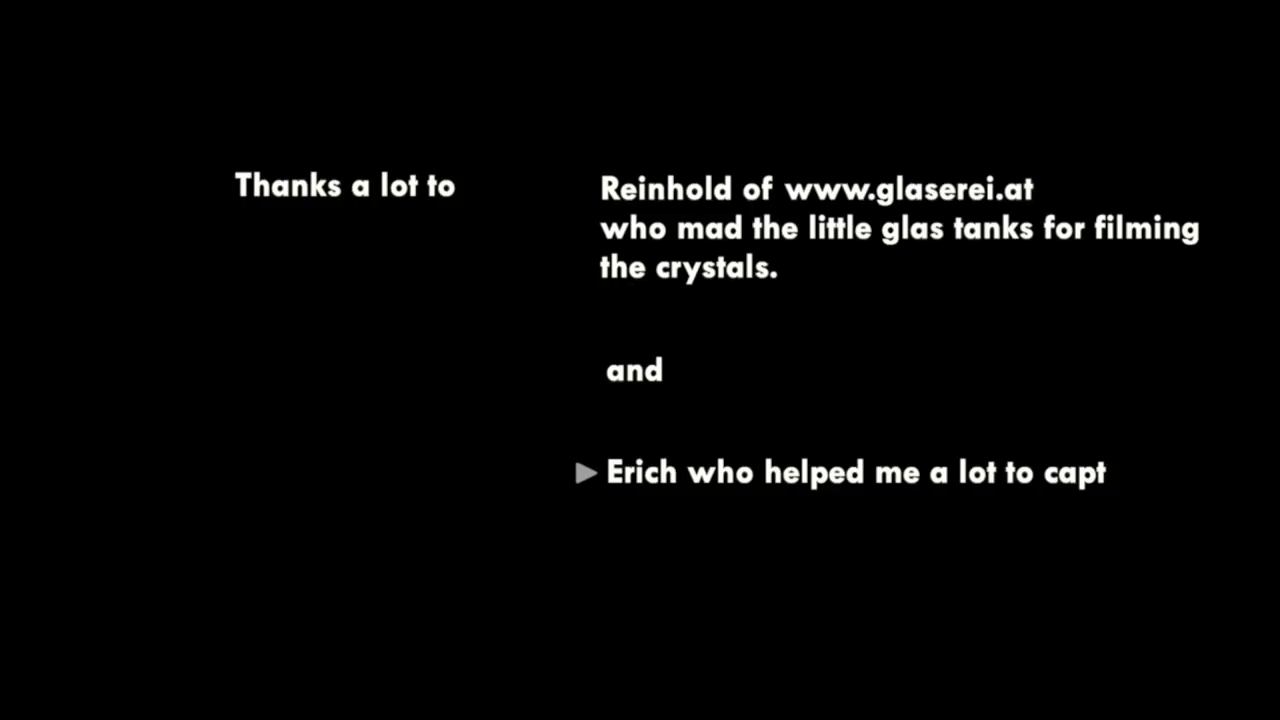 Thanks a lot to
Reinhold of www.glaserei.at
who mad the little glas tanks for filming
the crystals.
and
Erich who helped me a lot to capt